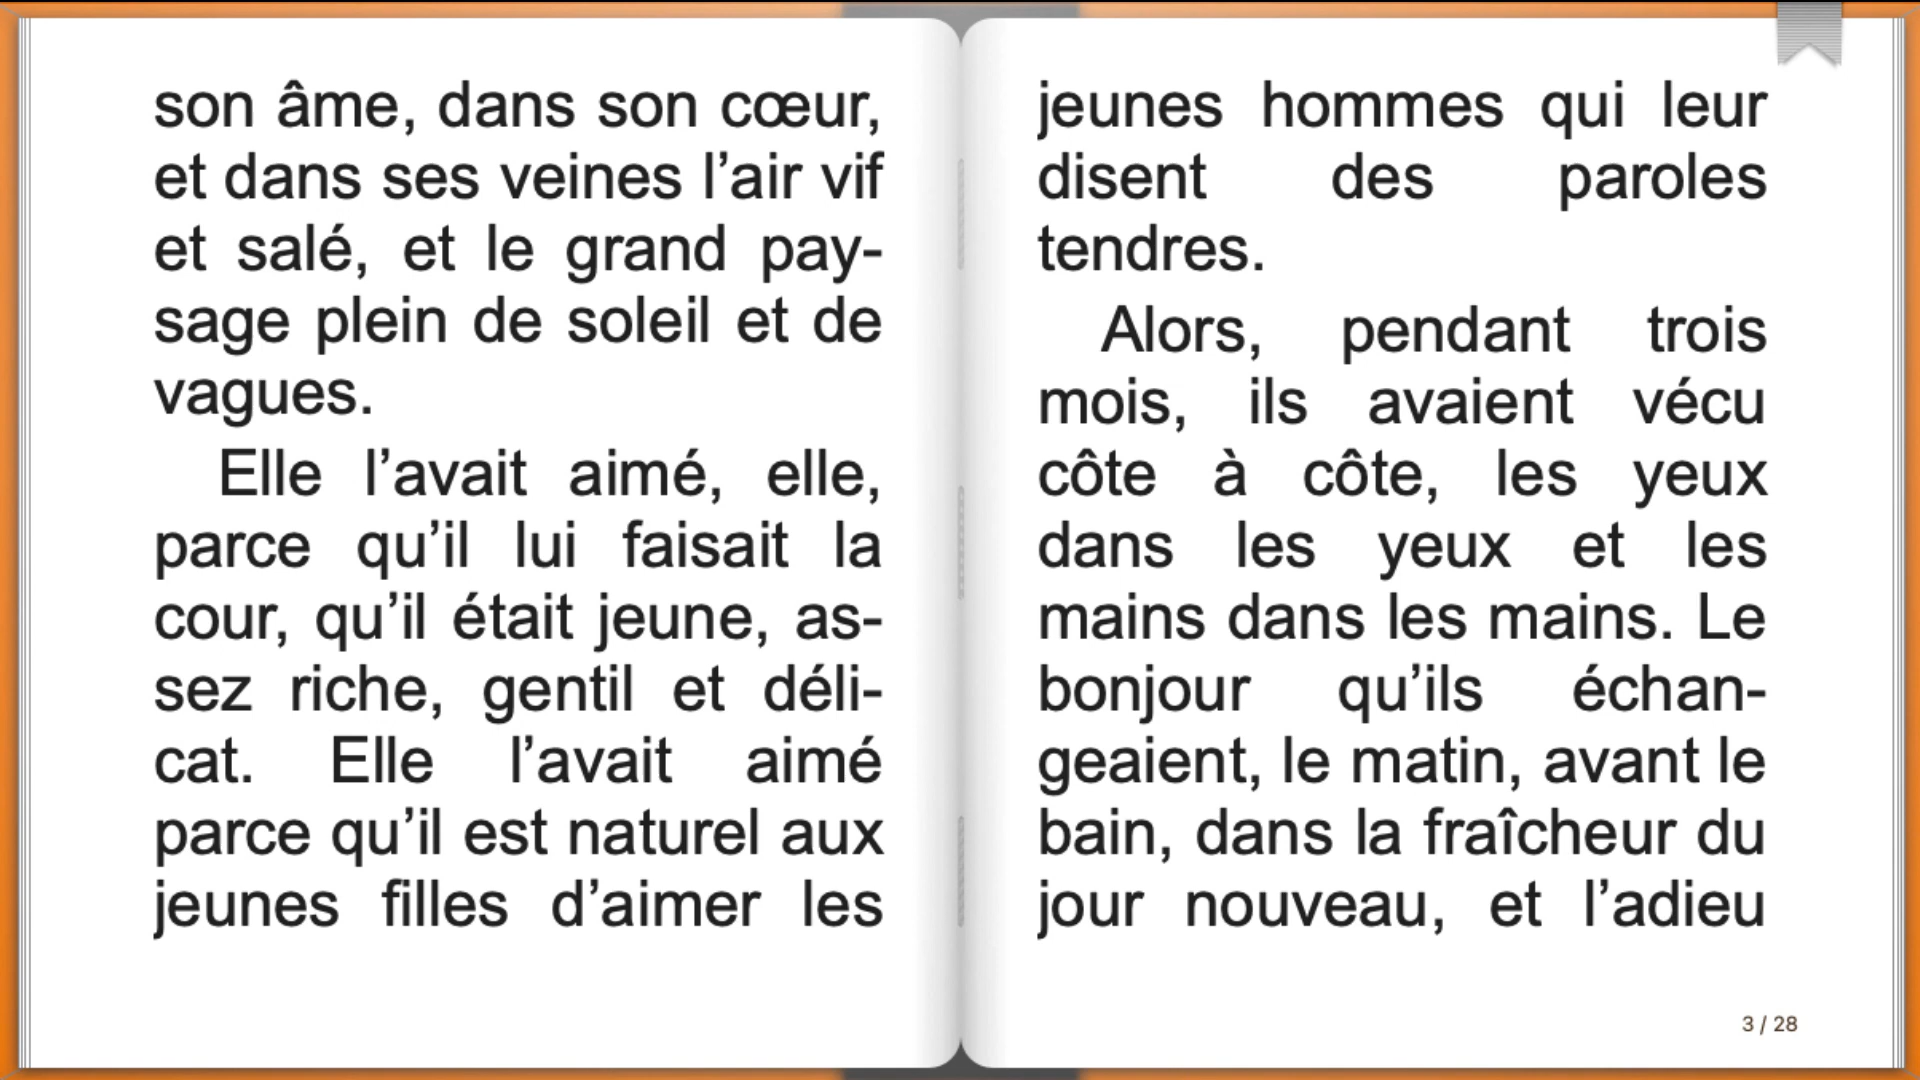 son âme, dans son cœur,
et dans ses veines l’air vif
et salé, et le grand pay-
sage plein de soleil et de
vagues.
Elle l’avait aimé, elle,
parce qu’il lui faisait la
cour, qu’il était jeune, as-
sez riche, gentil et déli-
cat. Elle l’avait aimé
parce qu’il est naturel aux
jeunes filles d’aimer les
jeunes hommes qui leur
disent des paroles
tendres.
Alors, pendant trois
mois, ils avaient vécu
côte à côte, les yeux
dans les yeux et les
mains dans les mains. Le
bonjour qu’ils échan-
geaient, le matin, avant le
bain, dans la fraîcheur du
jour nouveau, et l’adieu
3 / 28